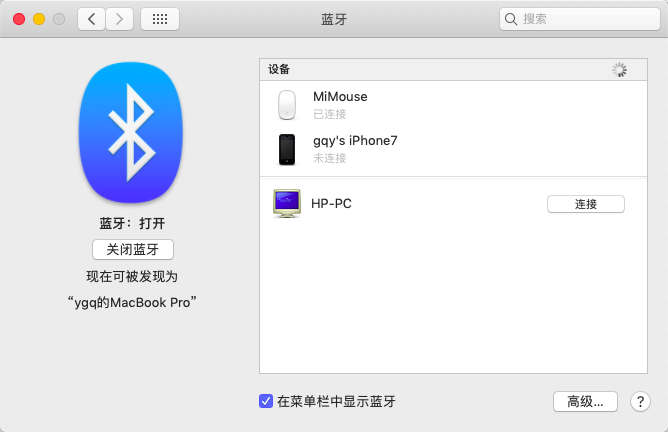 蓝牙
搜索
设备
MiMouse
已连接
gqy's iPhone7
未连接
HP-PC
连接
蓝牙：打开
关闭蓝牙
现在可被发现为
“ygq的MacBook Pro”
在菜单栏中显示蓝牙
高级...
?